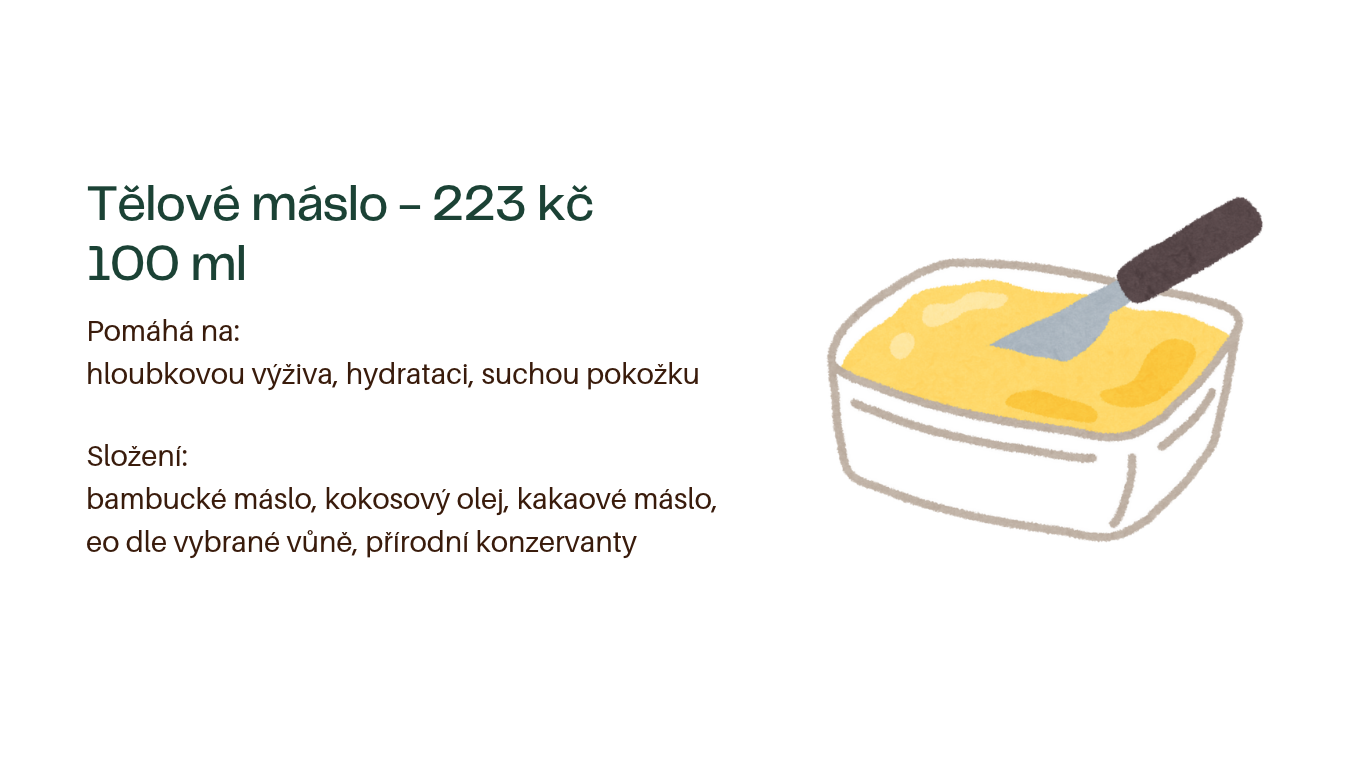 Tělové máslo – 223 kč
100 ml
Pomáhá na:
hloubkovou výživa, hydrataci, suchou pokožku
Složení:
bambucké máslo, kokosový olej, kakaové máslo,
eo dle vybrané vůně, přírodní konzervanty